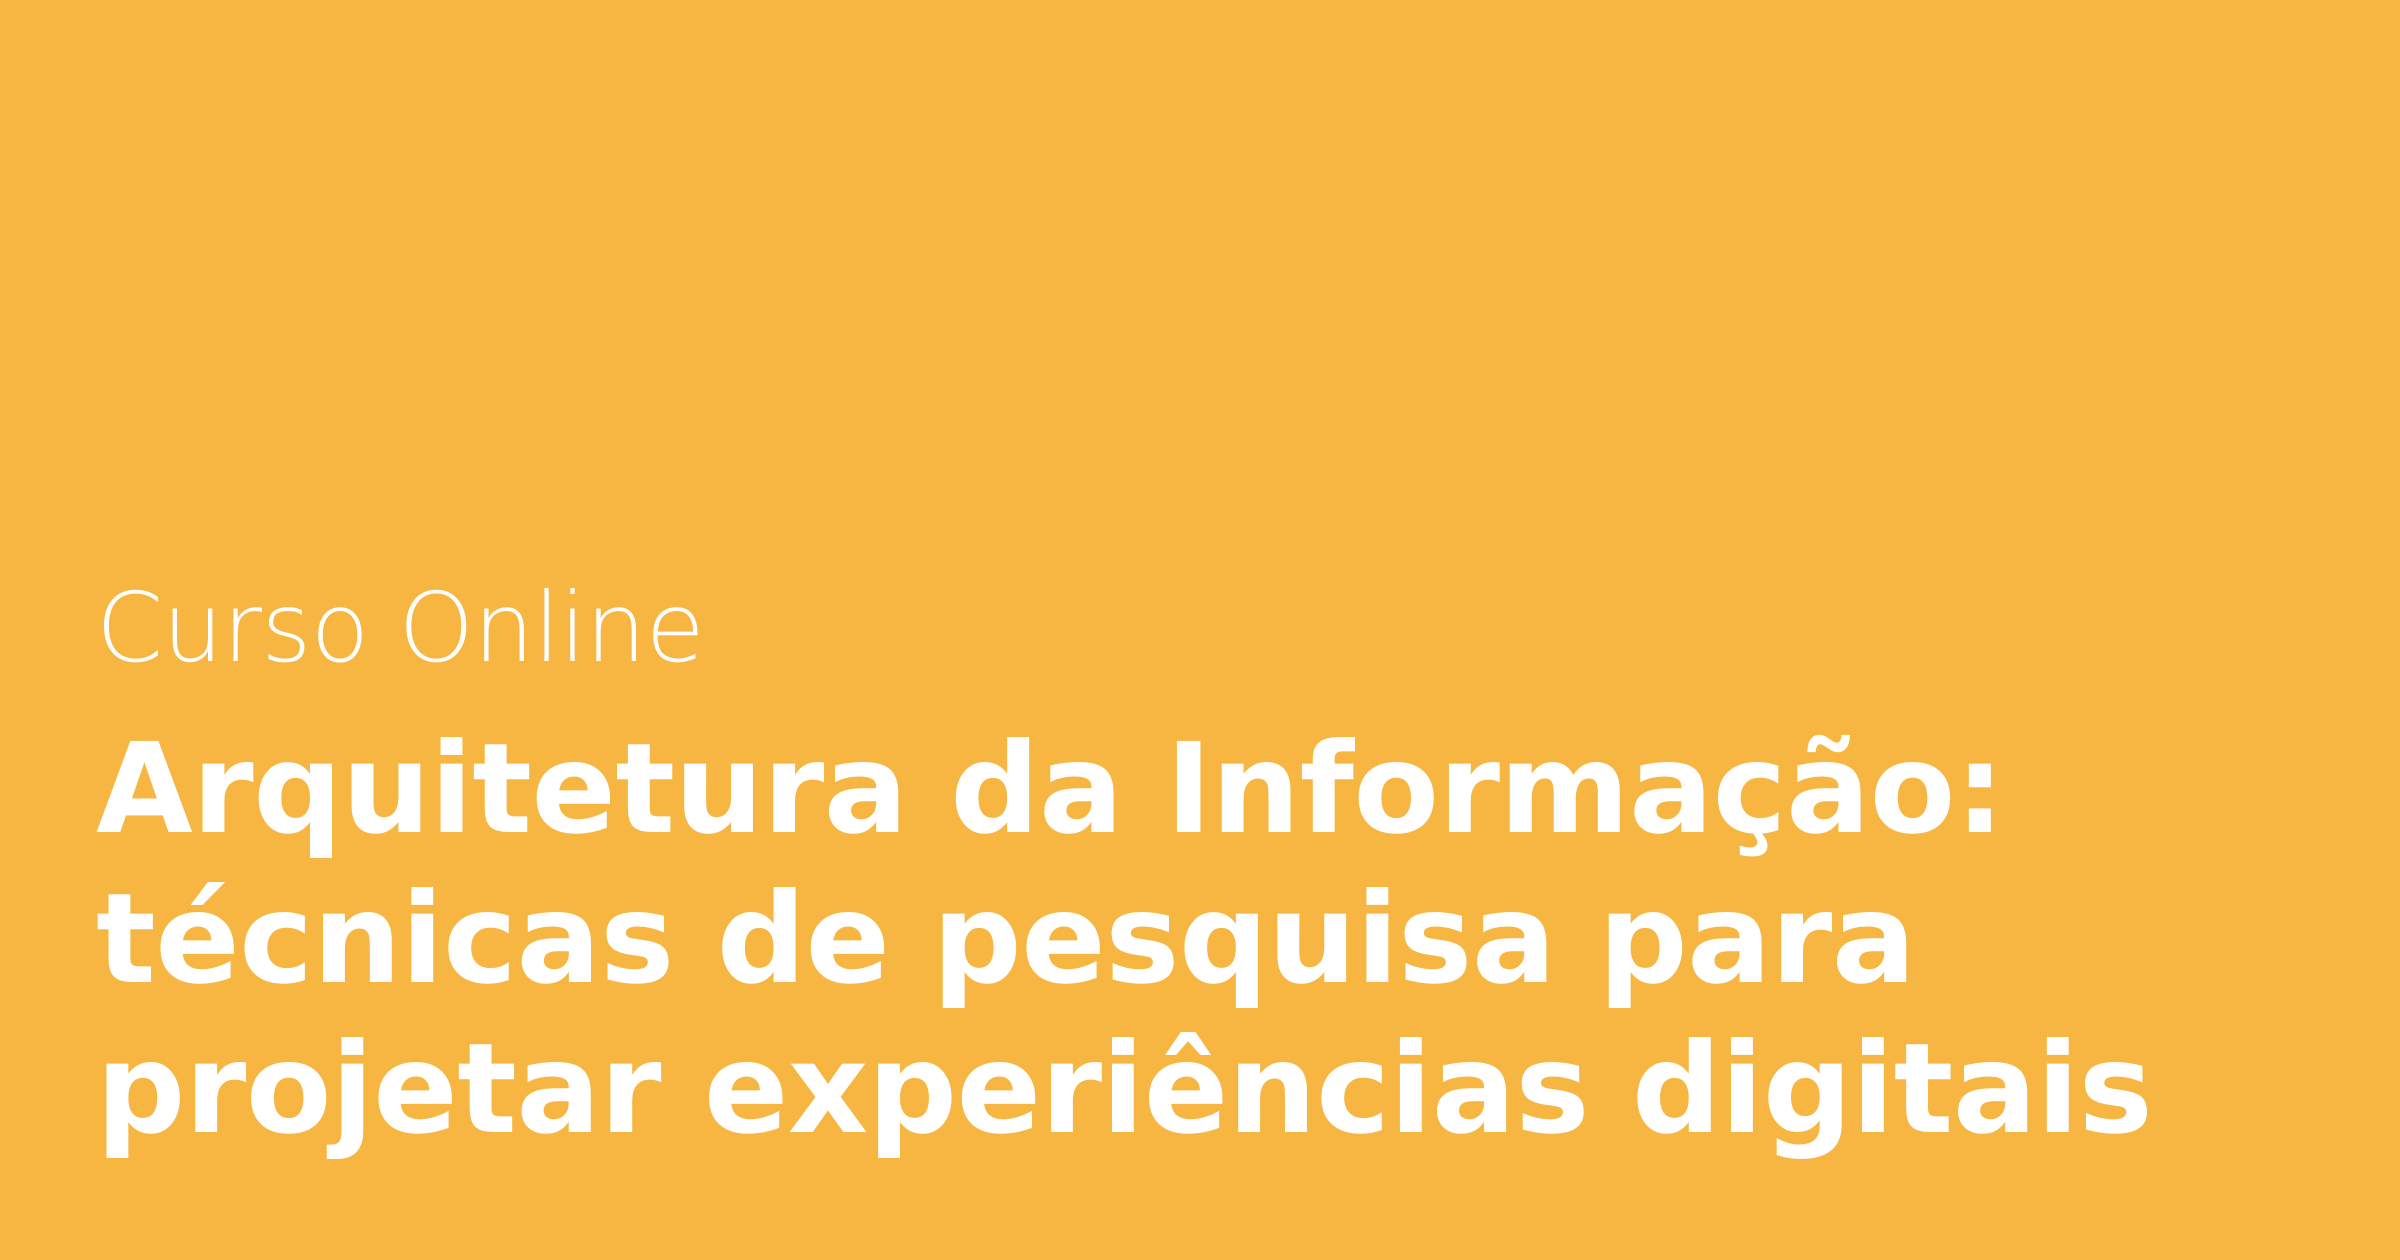 Curso Online
Arquitetura da Informação:
técnicas de pesquisa para
projetar experiências digitais